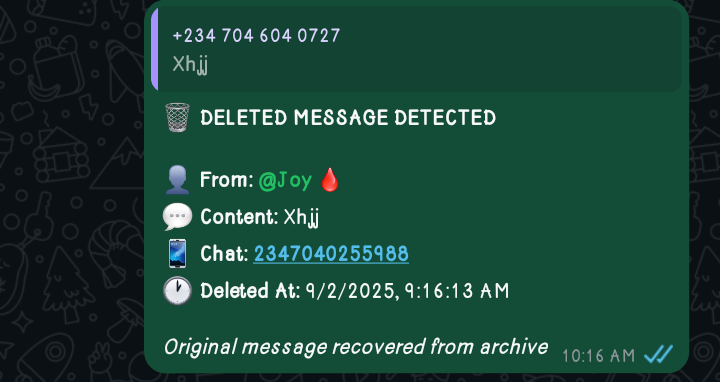 +234 704 604 0727
Xhjj
🗑️ DELETED MESSAGE DETECTED
👤 From: @Joy 🩸
💬 Content: Xhjj
📱 Chat: 2347040255988
🕐 Deleted At: 9/2/2025, 9:16:13 AM
Original message recovered from archive
10:16 AM